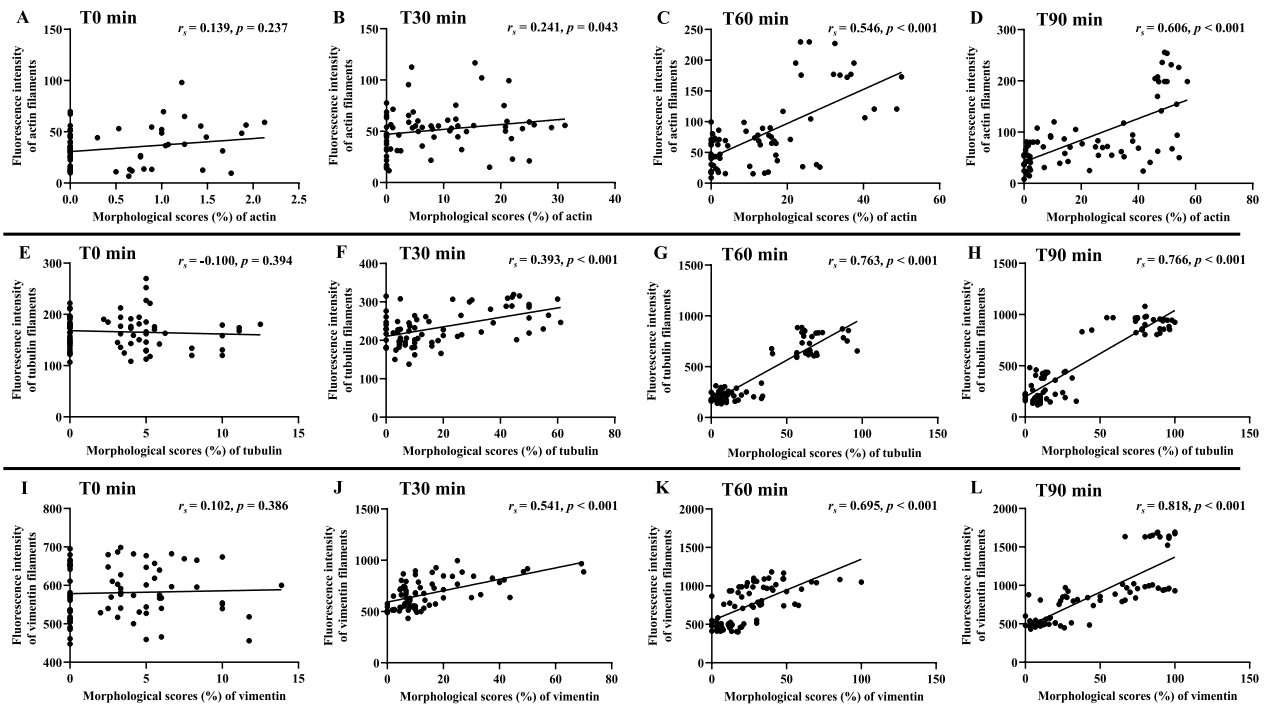 A T0 min
rs = 0.139, p = 0.237
Fluorescence intensity
of actin filaments
150
100
50
0
0.0 0.5 1.0 1.5 2.0 2.5
Morphological scores (%) of actin
B T30 min
rs = 0.241, p = 0.043
Fluorescence intensity
of actin filaments
150
100
50
0
0 10 20 30 40
Morphological scores (%) of actin
C T60 min
rs = 0.546, p < 0.001
Fluorescence intensity
of actin filaments
250
200
150
100
50
0
0 20 40 60
Morphological scores (%) of actin
D T90 min
rs = 0.606, p < 0.001
Fluorescence intensity
of actin filaments
300
200
100
0
0 20 40 60 80
Morphological scores (%) of actin
E T0 min
rs = -0.100, p = 0.394
Fluorescence intensity
of tubulin filaments
300
200
100
0
0 5 10 15
Morphological scores (%) of tubulin
F T30 min
rs = 0.393, p < 0.001
Fluorescence intensity
of tubulin filaments
400
300
200
100
0
0 20 40 60 80
Morphological scores (%) of tubulin
G T60 min
rs = 0.763, p < 0.001
Fluorescence intensity
of tubulin filaments
1500
1000
500
0
0 50 100 150
Morphological scores (%) of tubulin
H T90 min
rs = 0.766, p < 0.001
Fluorescence intensity
of tubulin filaments
1500
1000
500
0
0 50 100 150
Morphological scores (%) of tubulin
I T0 min
rs = 0.102, p = 0.386
Fluorescence intensity
of vimentin filaments
800
700
600
500
400
0 5 10 15
Morphological scores (%) of vimentin
J T30 min
rs = 0.541, p < 0.001
Fluorescence intensity
of vimentin filaments
1500
1000
500
0
0 20 40 60 80
Morphological scores (%) of vimentin
K T60 min
rs = 0.695, p < 0.001
Fluorescence intensity
of vimentin filaments
2000
1500
1000
500
0
0 50 100 150
Morphological scores (%) of vimentin
L T90 min
rs = 0.818, p < 0.001
Fluorescence intensity
of vimentin filaments
2000
1500
1000
500
0
0 50 100 150
Morphological scores (%) of vimentin